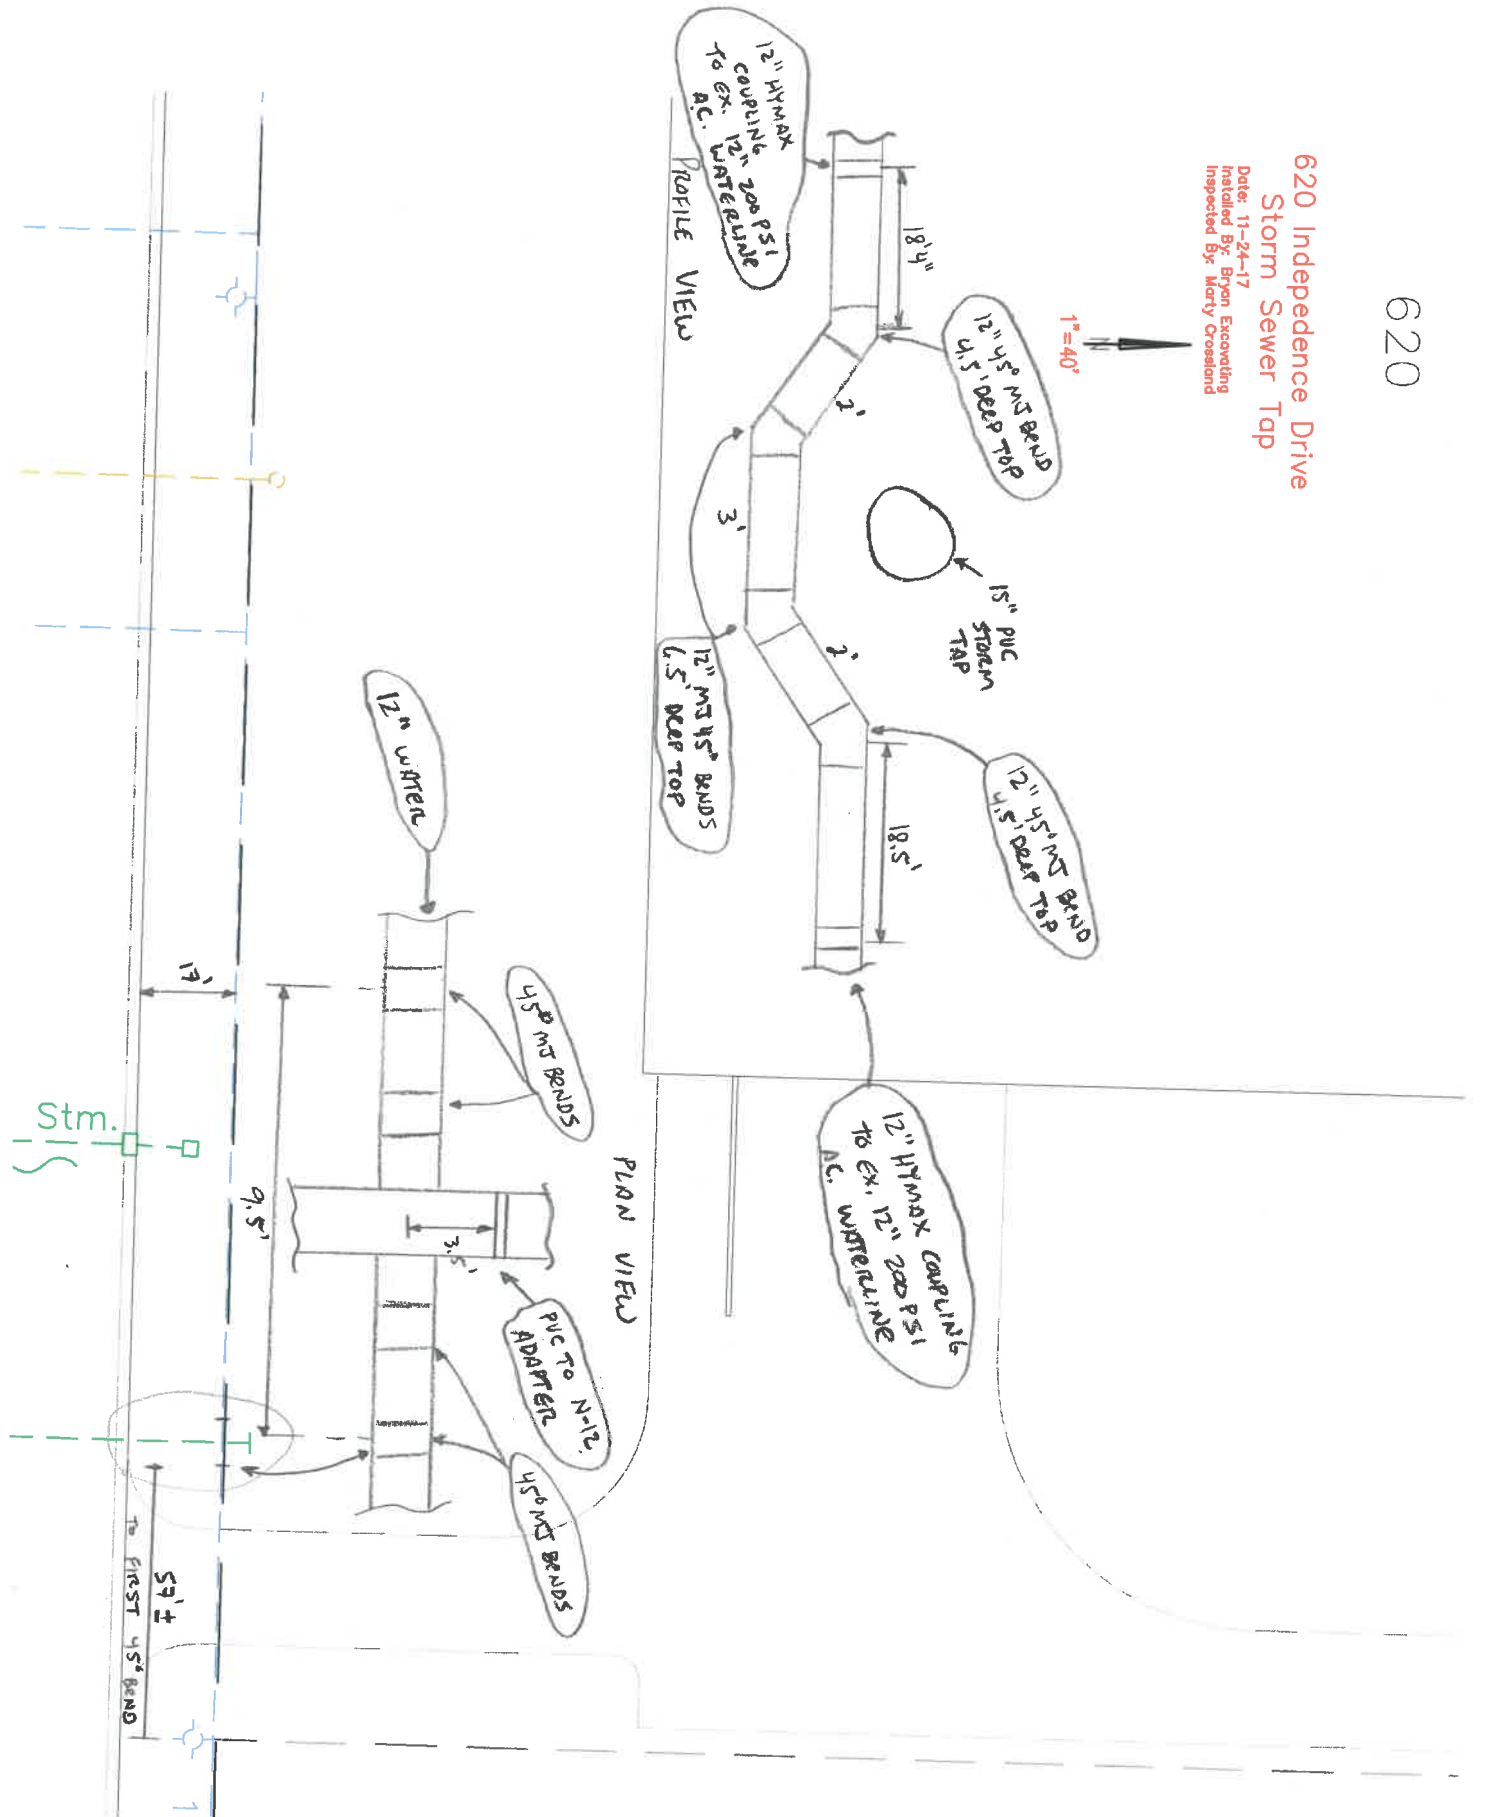 620
620 Indepedence Drive
Storm Sewer Tap
Date: 11-24-17
Installed By: Bryan Excavating
Inspected By: Marty Crossland
N
1"=40'
12" HYMAX
COUPLING
TO EX. 12" 200 PSI
A.C. WATERLINE
18'4"
12" 45° MJ BEND
4.5' DEEP TOP
2'
3'
15" PVC
STORM
TAP
2'
12" MJ 45° BENDS
6.5' DEEP TOP
12" 45° MJ BEND
4.5' DEEP TOP
18.5'
12" HYMAX COUPLING
TO EX. 12" 200 PSI
A.C. WATERLINE
PROFILE VIEW
PLAN VIEW
12" WATER
45° MJ BENDS
3.5'
PVC TO N-12
ADAPTER
45° MJ BENDS
9.5'
17'
Stm.
57'±
TO FIRST 45° BEND
1